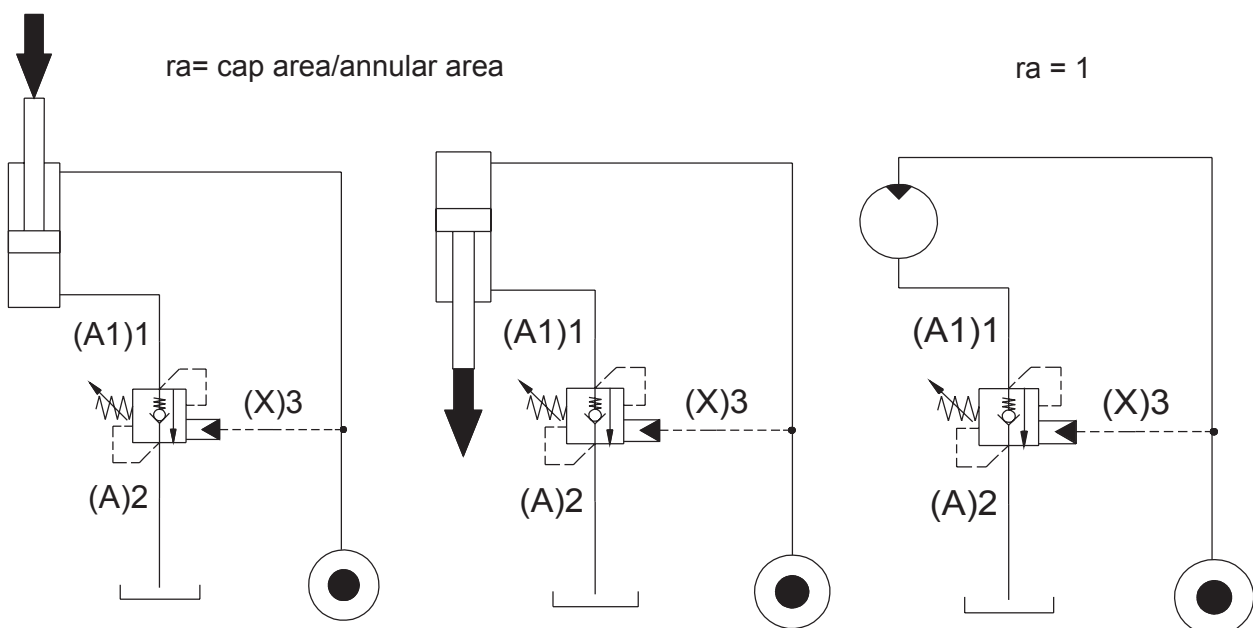 ra= cap area/annular area
ra = 1
(A1)1
(X)3
(A)2
(A1)1
(X)3
(A)2
(A1)1
(X)3
(A)2